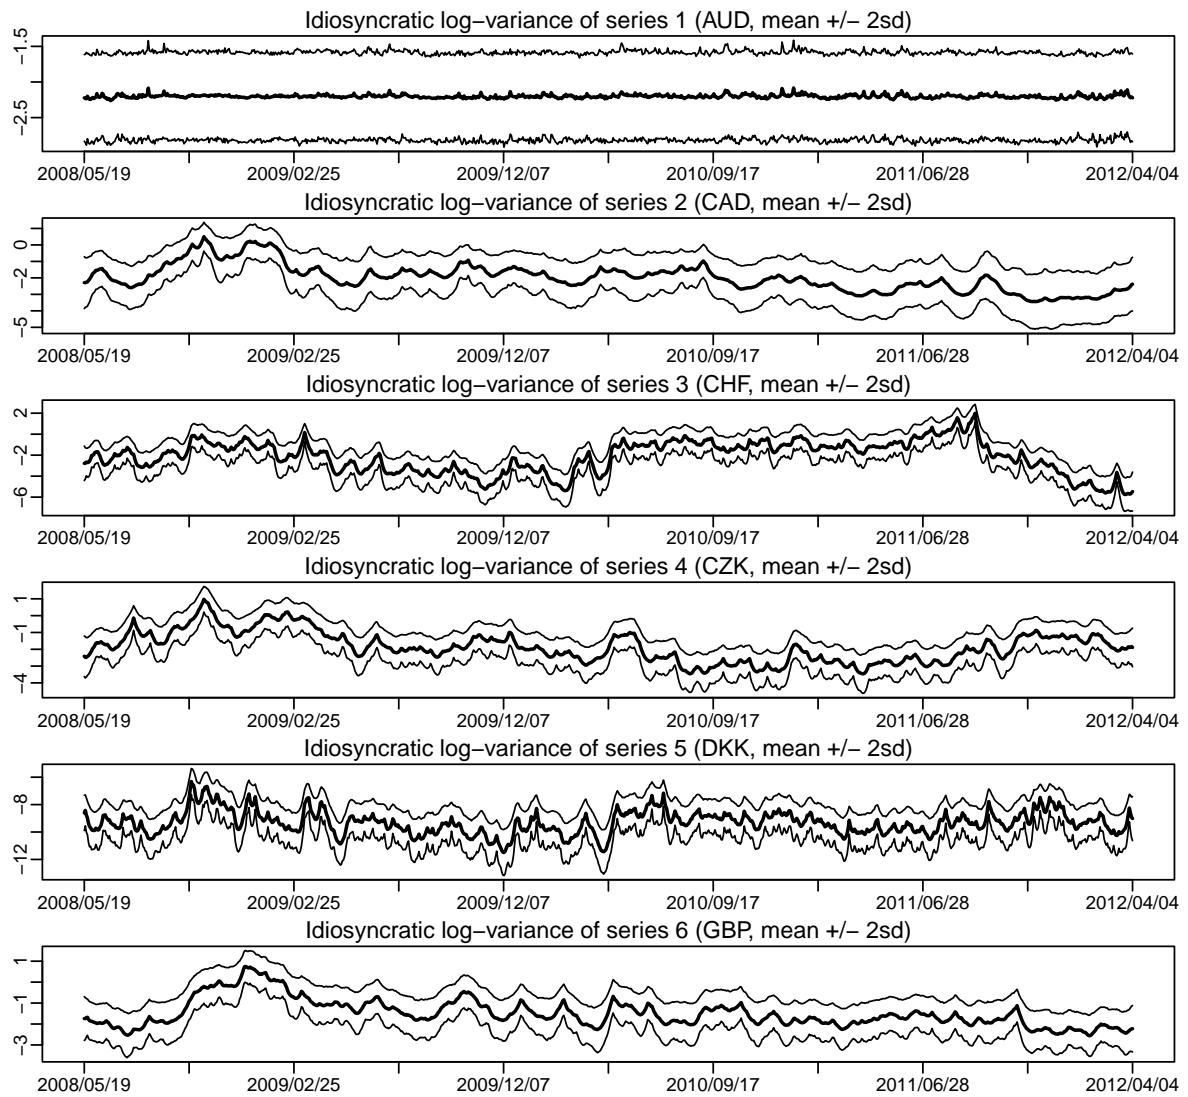 Idiosyncratic log−variance of series 1 (AUD, mean +/− 2sd)
−1.5
−2.5
2008/05/19 2009/02/25 2009/12/07 2010/09/17 2011/06/28 2012/04/04
Idiosyncratic log−variance of series 2 (CAD, mean +/− 2sd)
0
−2
−5
2008/05/19 2009/02/25 2009/12/07 2010/09/17 2011/06/28 2012/04/04
Idiosyncratic log−variance of series 3 (CHF, mean +/− 2sd)
2
−2
−6
2008/05/19 2009/02/25 2009/12/07 2010/09/17 2011/06/28 2012/04/04
Idiosyncratic log−variance of series 4 (CZK, mean +/− 2sd)
1
−1
−4
2008/05/19 2009/02/25 2009/12/07 2010/09/17 2011/06/28 2012/04/04
Idiosyncratic log−variance of series 5 (DKK, mean +/− 2sd)
−8
−12
2008/05/19 2009/02/25 2009/12/07 2010/09/17 2011/06/28 2012/04/04
Idiosyncratic log−variance of series 6 (GBP, mean +/− 2sd)
1
−1
−3
2008/05/19 2009/02/25 2009/12/07 2010/09/17 2011/06/28 2012/04/04